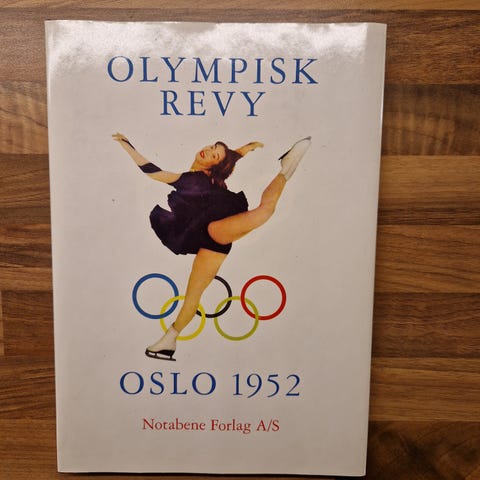 OLYMPISK
REVY
OSLO 1952
Notabene Forlag A/S